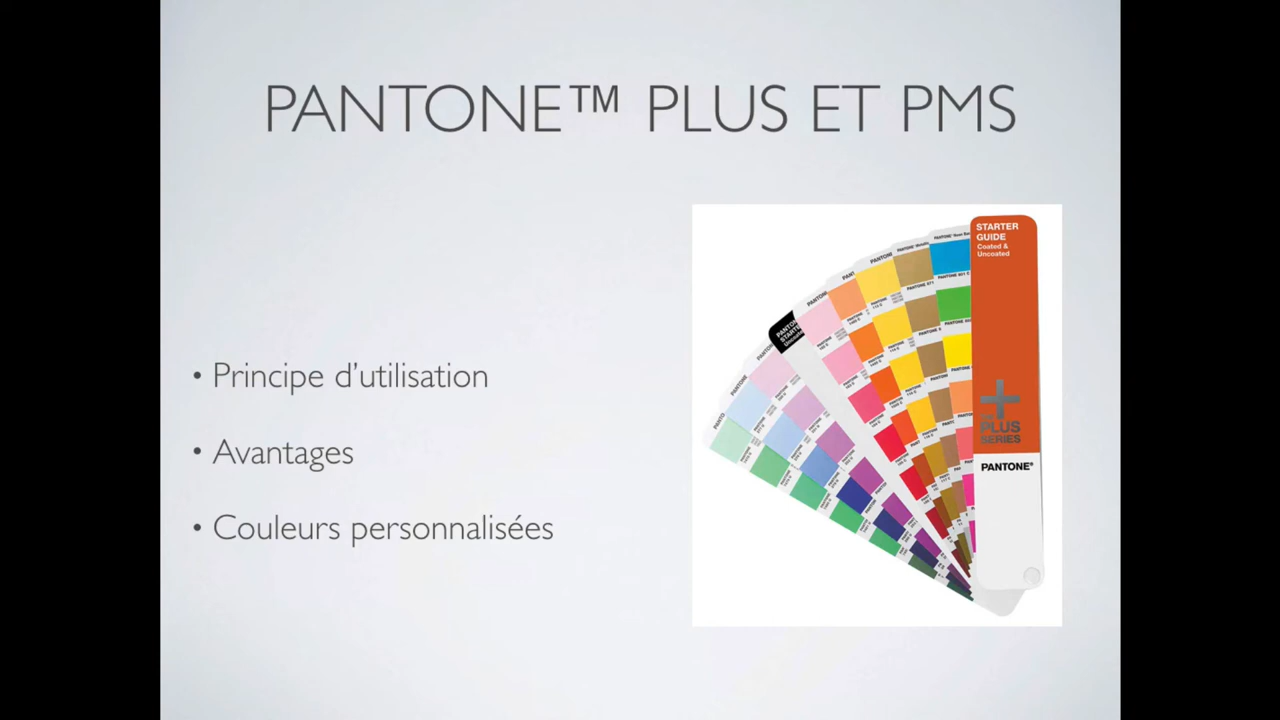 PANTONE™ PLUS ET PMS
• Principe d’utilisation
• Avantages
• Couleurs personnalisées
STARTER
GUIDE
Coated &
Uncoated
PLUS
SERIES
PANTONE®